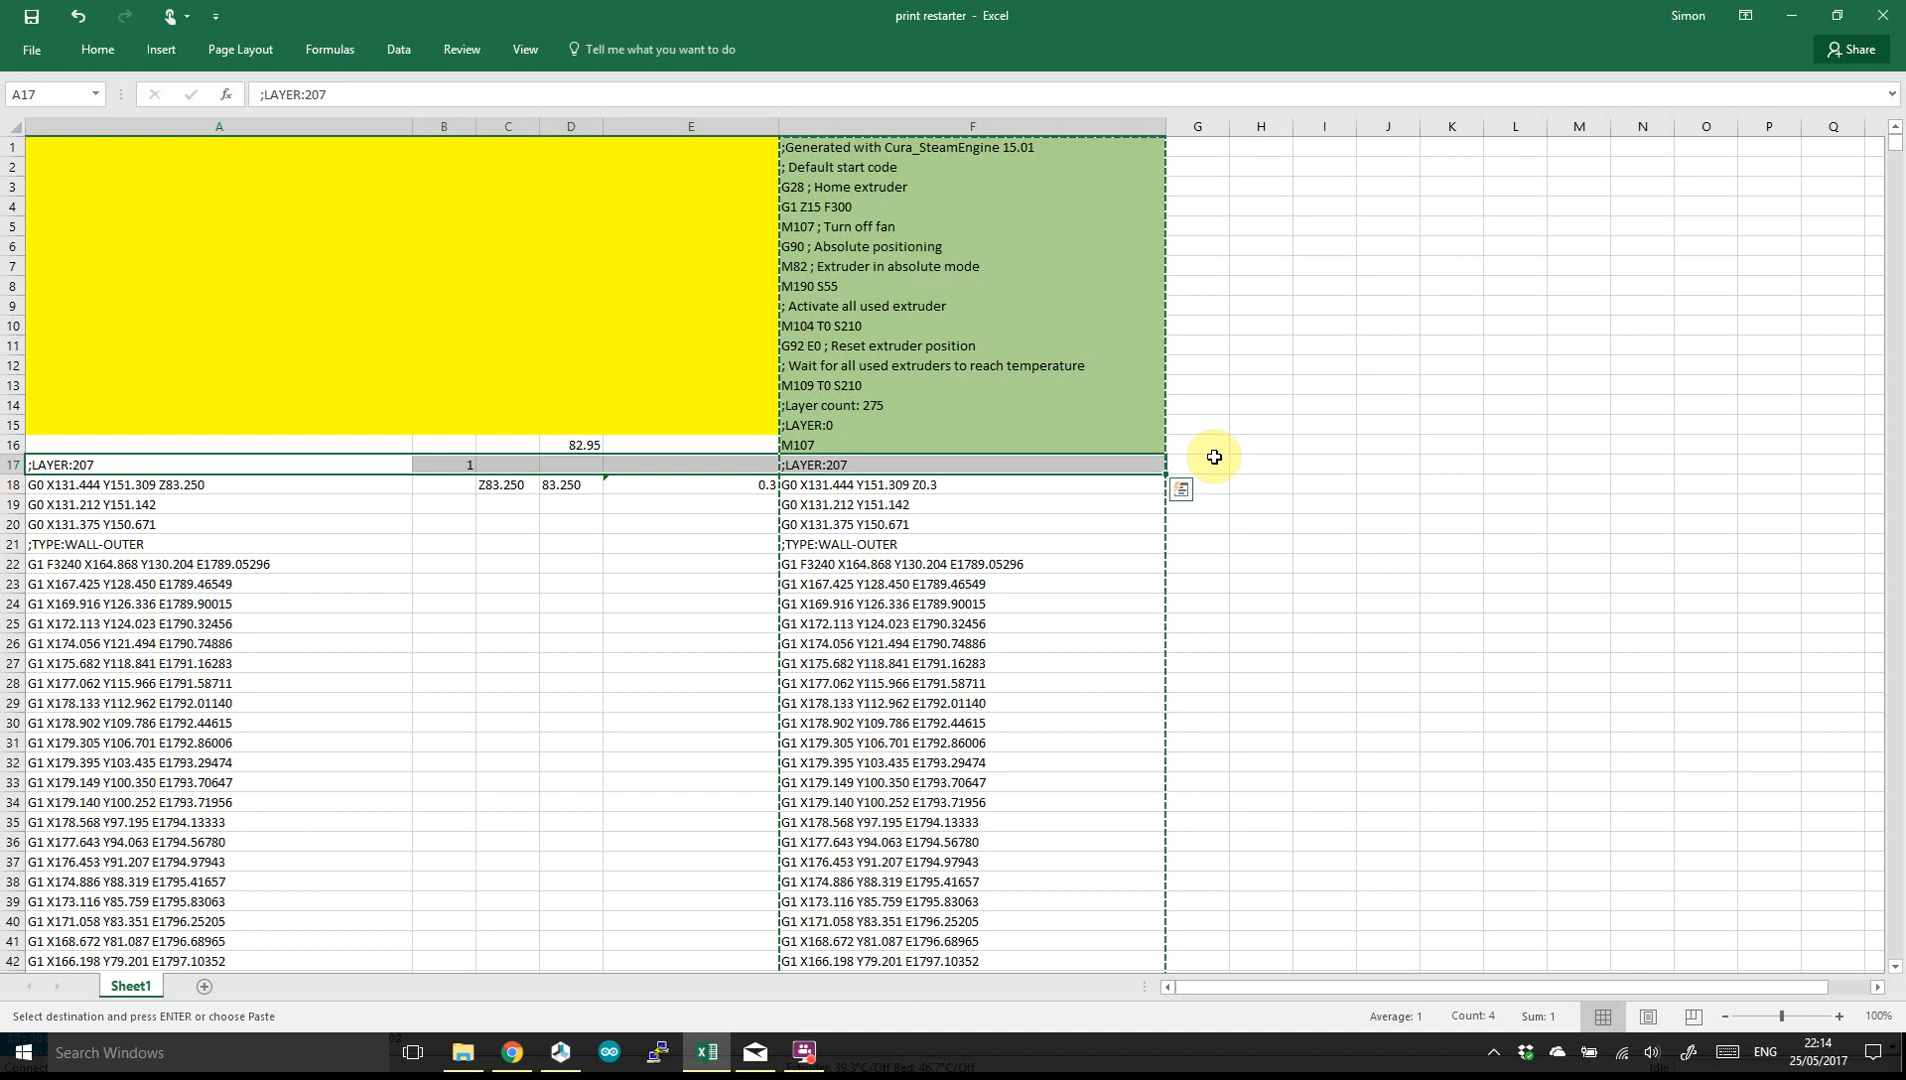 print restarter - Excel
Simon
File Home Insert Page Layout Formulas Data Review View Tell me what you want to do Share
A17 fx ;LAYER:207
A B C D E F G H I J K L M N O P Q
1 ;Generated with Cura_SteamEngine 15.01
2 ; Default start code
3 G28 ; Home extruder
4 G1 Z15 F300
5 M107 ; Turn off fan
6 G90 ; Absolute positioning
7 M82 ; Extruder in absolute mode
8 M190 S55
9 ; Activate all used extruder
10 M104 T0 S210
11 G92 E0 ; Reset extruder position
12 ; Wait for all used extruders to reach temperature
13 M109 T0 S210
14 ;Layer count: 275
15 ;LAYER:0
16 82.95 M107
17 ;LAYER:207 1 ;LAYER:207
18 G0 X131.444 Y151.309 Z83.250 Z83.250 83.250 0.3 G0 X131.444 Y151.309 Z0.3
19 G0 X131.212 Y151.142 G0 X131.212 Y151.142
20 G0 X131.375 Y150.671 G0 X131.375 Y150.671
21 ;TYPE:WALL-OUTER ;TYPE:WALL-OUTER
22 G1 F3240 X164.868 Y130.204 E1789.05296 G1 F3240 X164.868 Y130.204 E1789.05296
23 G1 X167.425 Y128.450 E1789.46549 G1 X167.425 Y128.450 E1789.46549
24 G1 X169.916 Y126.336 E1789.90015 G1 X169.916 Y126.336 E1789.90015
25 G1 X172.113 Y124.023 E1790.32456 G1 X172.113 Y124.023 E1790.32456
26 G1 X174.056 Y121.494 E1790.74886 G1 X174.056 Y121.494 E1790.74886
27 G1 X175.682 Y118.841 E1791.16283 G1 X175.682 Y118.841 E1791.16283
28 G1 X177.062 Y115.966 E1791.58711 G1 X177.062 Y115.966 E1791.58711
29 G1 X178.133 Y112.962 E1792.01140 G1 X178.133 Y112.962 E1792.01140
30 G1 X178.902 Y109.786 E1792.44615 G1 X178.902 Y109.786 E1792.44615
31 G1 X179.305 Y106.701 E1792.86006 G1 X179.305 Y106.701 E1792.86006
32 G1 X179.395 Y103.435 E1793.29474 G1 X179.395 Y103.435 E1793.29474
33 G1 X179.149 Y100.350 E1793.70647 G1 X179.149 Y100.350 E1793.70647
34 G1 X179.140 Y100.252 E1793.71956 G1 X179.140 Y100.252 E1793.71956
35 G1 X178.568 Y97.195 E1794.13333 G1 X178.568 Y97.195 E1794.13333
36 G1 X177.643 Y94.063 E1794.56780 G1 X177.643 Y94.063 E1794.56780
37 G1 X176.453 Y91.207 E1794.97943 G1 X176.453 Y91.207 E1794.97943
38 G1 X174.886 Y88.319 E1795.41657 G1 X174.886 Y88.319 E1795.41657
39 G1 X173.116 Y85.759 E1795.83063 G1 X173.116 Y85.759 E1795.83063
40 G1 X171.058 Y83.351 E1796.25205 G1 X171.058 Y83.351 E1796.25205
41 G1 X168.672 Y81.087 E1796.68965 G1 X168.672 Y81.087 E1796.68965
42 G1 X166.198 Y79.201 E1797.10352 G1 X166.198 Y79.201 E1797.10352
Sheet1
Select destination and press ENTER or choose Paste Average: 1 Count: 4 Sum: 1 100%
Search Windows ENG 22:14
25/05/2017